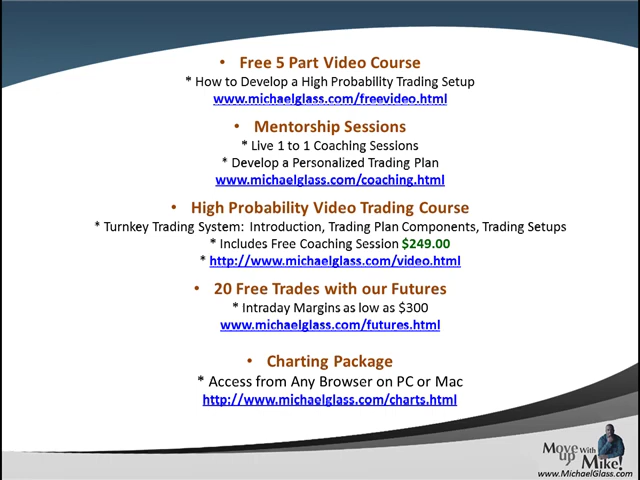 • Free 5 Part Video Course
* How to Develop a High Probability Trading Setup
www.michaelglass.com/freevideo.html
• Mentorship Sessions
* Live 1 to 1 Coaching Sessions
* Develop a Personalized Trading Plan
www.michaelglass.com/coaching.html
• High Probability Video Trading Course
* Turnkey Trading System: Introduction, Trading Plan Components, Trading Setups
* Includes Free Coaching Session $249.00
* http://www.michaelglass.com/video.html
• 20 Free Trades with our Futures
* Intraday Margins as low as $300
www.michaelglass.com/futures.html
• Charting Package
* Access from Any Browser on PC or Mac
http://www.michaelglass.com/charts.html
Move up With Mike!
www.MichaelGlass.com